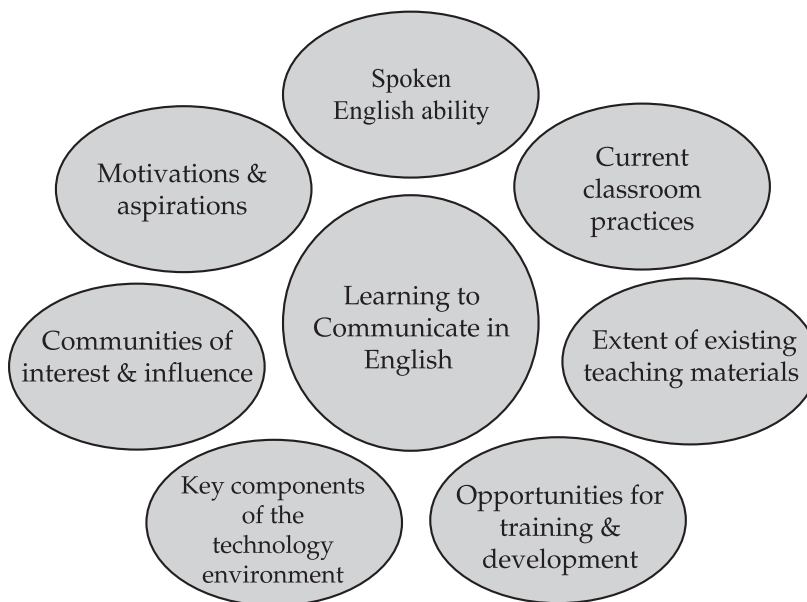 Spoken
English ability
Current
classroom
practices
Extent of existing
teaching materials
Opportunities for
training &
development
Key components
of the
technology
environment
Communities of
interest & influence
Motivations &
aspirations
Learning to
Communicate in
English